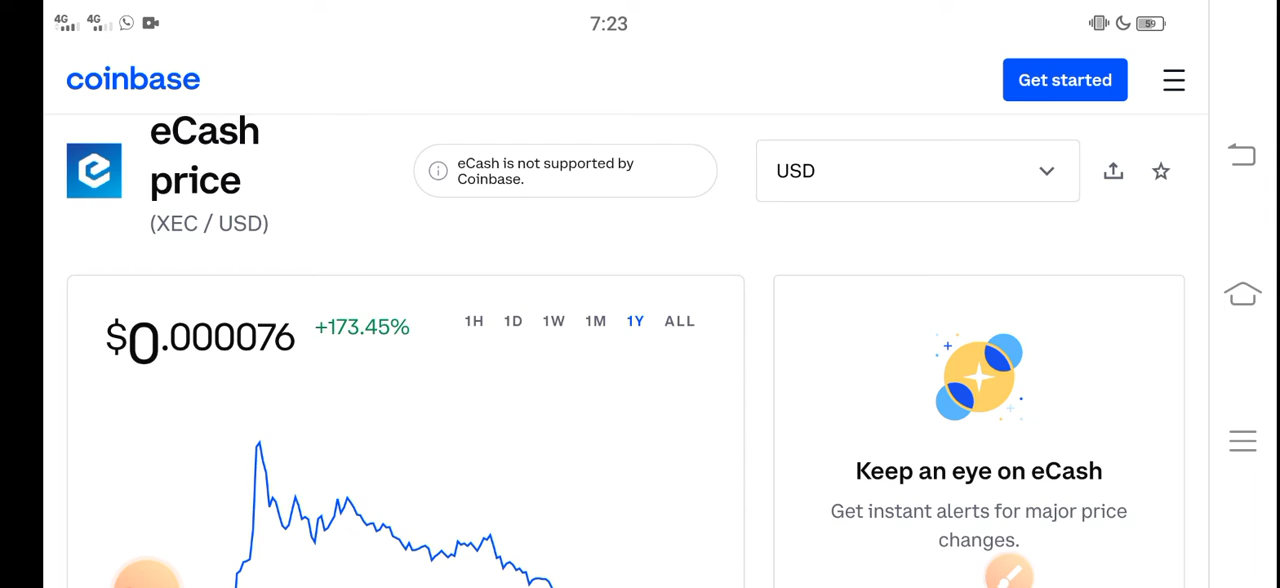 4G 4G 7:23 59
coinbase
Get started
eCash
price
(XEC / USD)
eCash is not supported by
Coinbase.
USD
$0.000076 +173.45%
1H 1D 1W 1M 1Y ALL
Keep an eye on eCash
Get instant alerts for major price
changes.